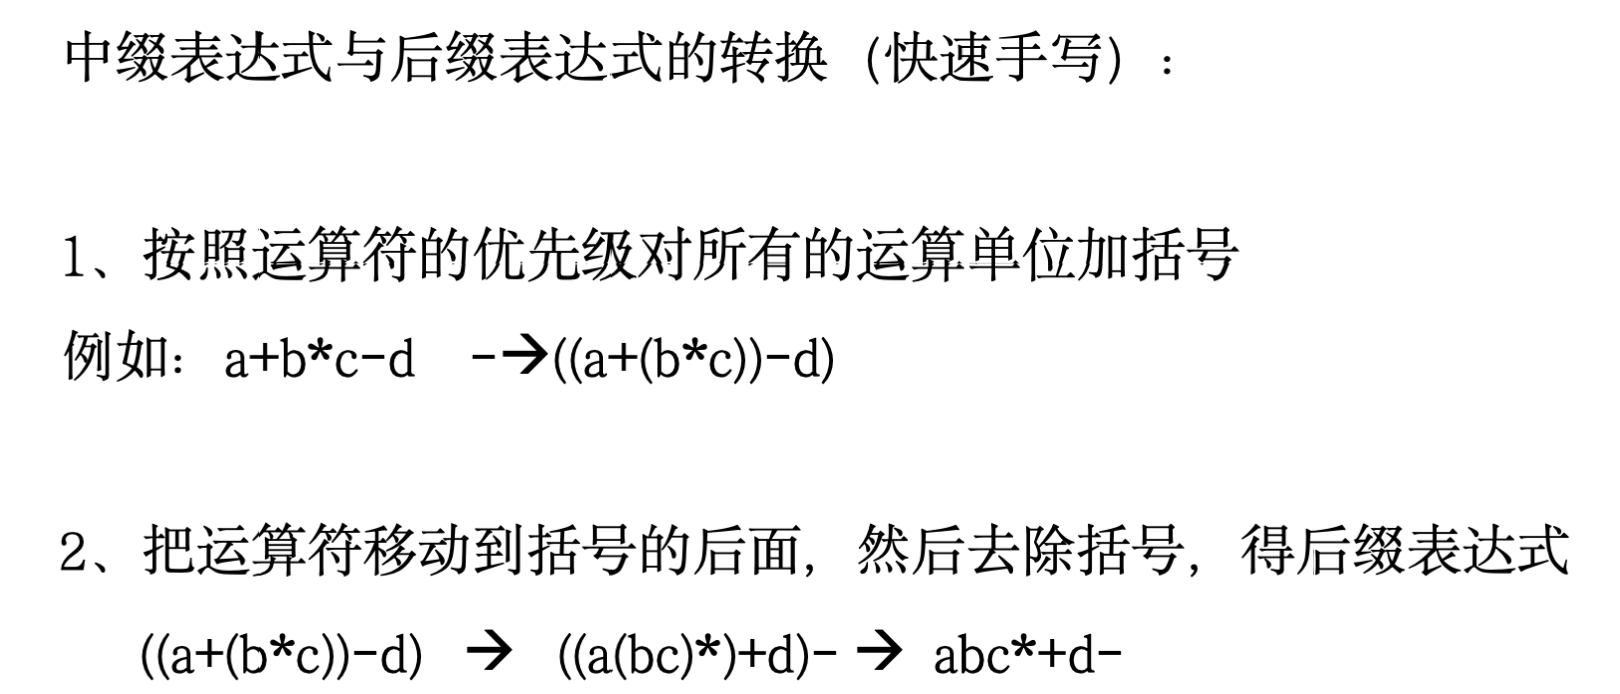 中缀表达式与后缀表达式的转换（快速手写）：
1、按照运算符的优先级对所有的运算单位加括号
例如：a+b*c-d -→((a+(b*c))-d)
2、把运算符移动到括号的后面，然后去除括号，得后缀表达式
((a+(b*c))-d) → ((a(bc)*)+d)- → abc*+d-